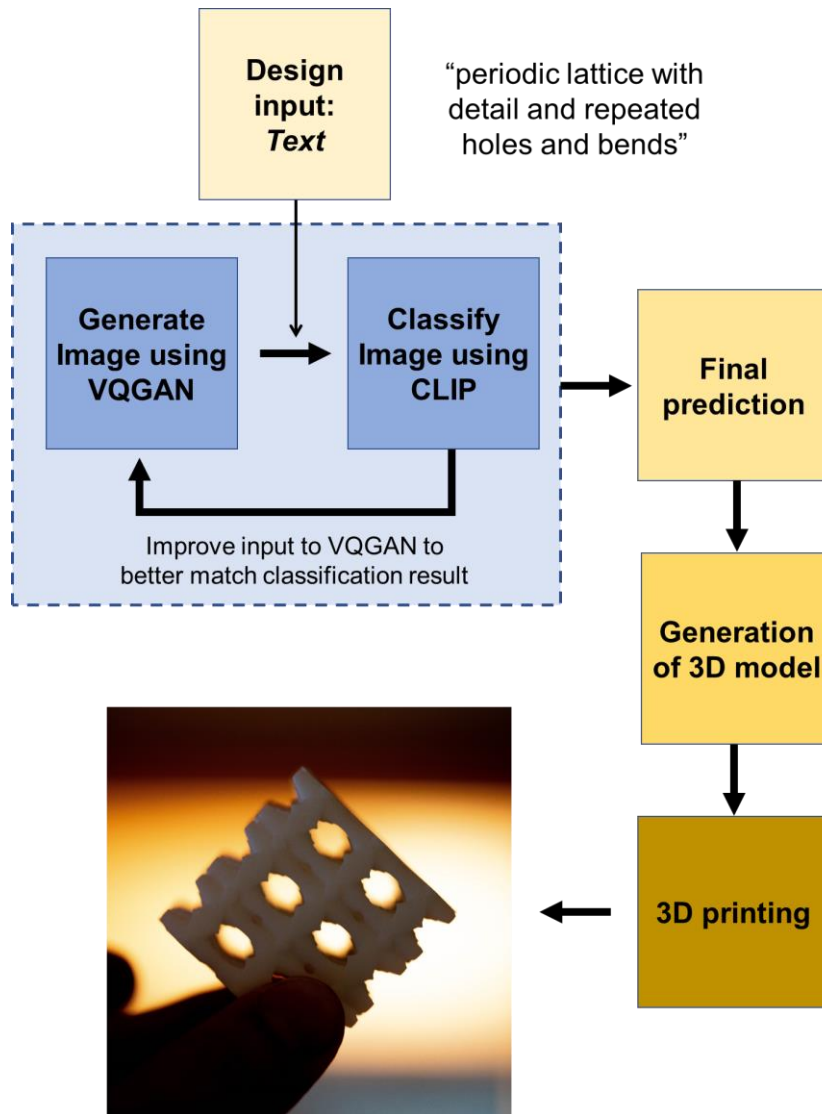 Design
input:
Text
“periodic lattice with
detail and repeated
holes and bends”
Generate
Image using
VQGAN
Classify
Image using
CLIP
Improve input to VQGAN to
better match classification result
Final
prediction
Generation
of 3D model
3D printing